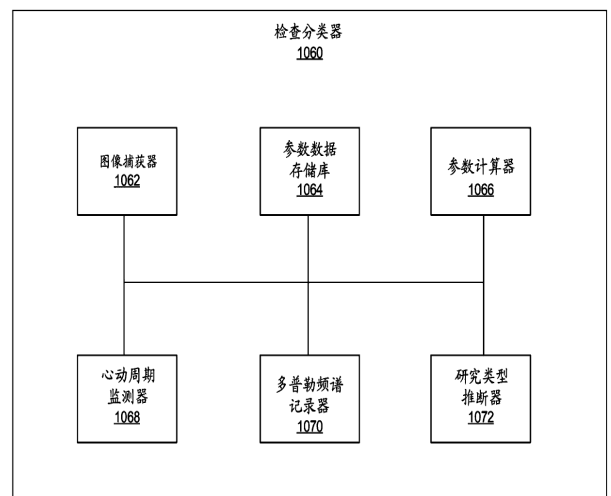 检查分类器
1060
图像捕获器
1062
参数数据
存储库
1064
参数计算器
1066
心动周期
监测器
1068
多普勒频谱
记录器
1070
研究类型
推断器
1072